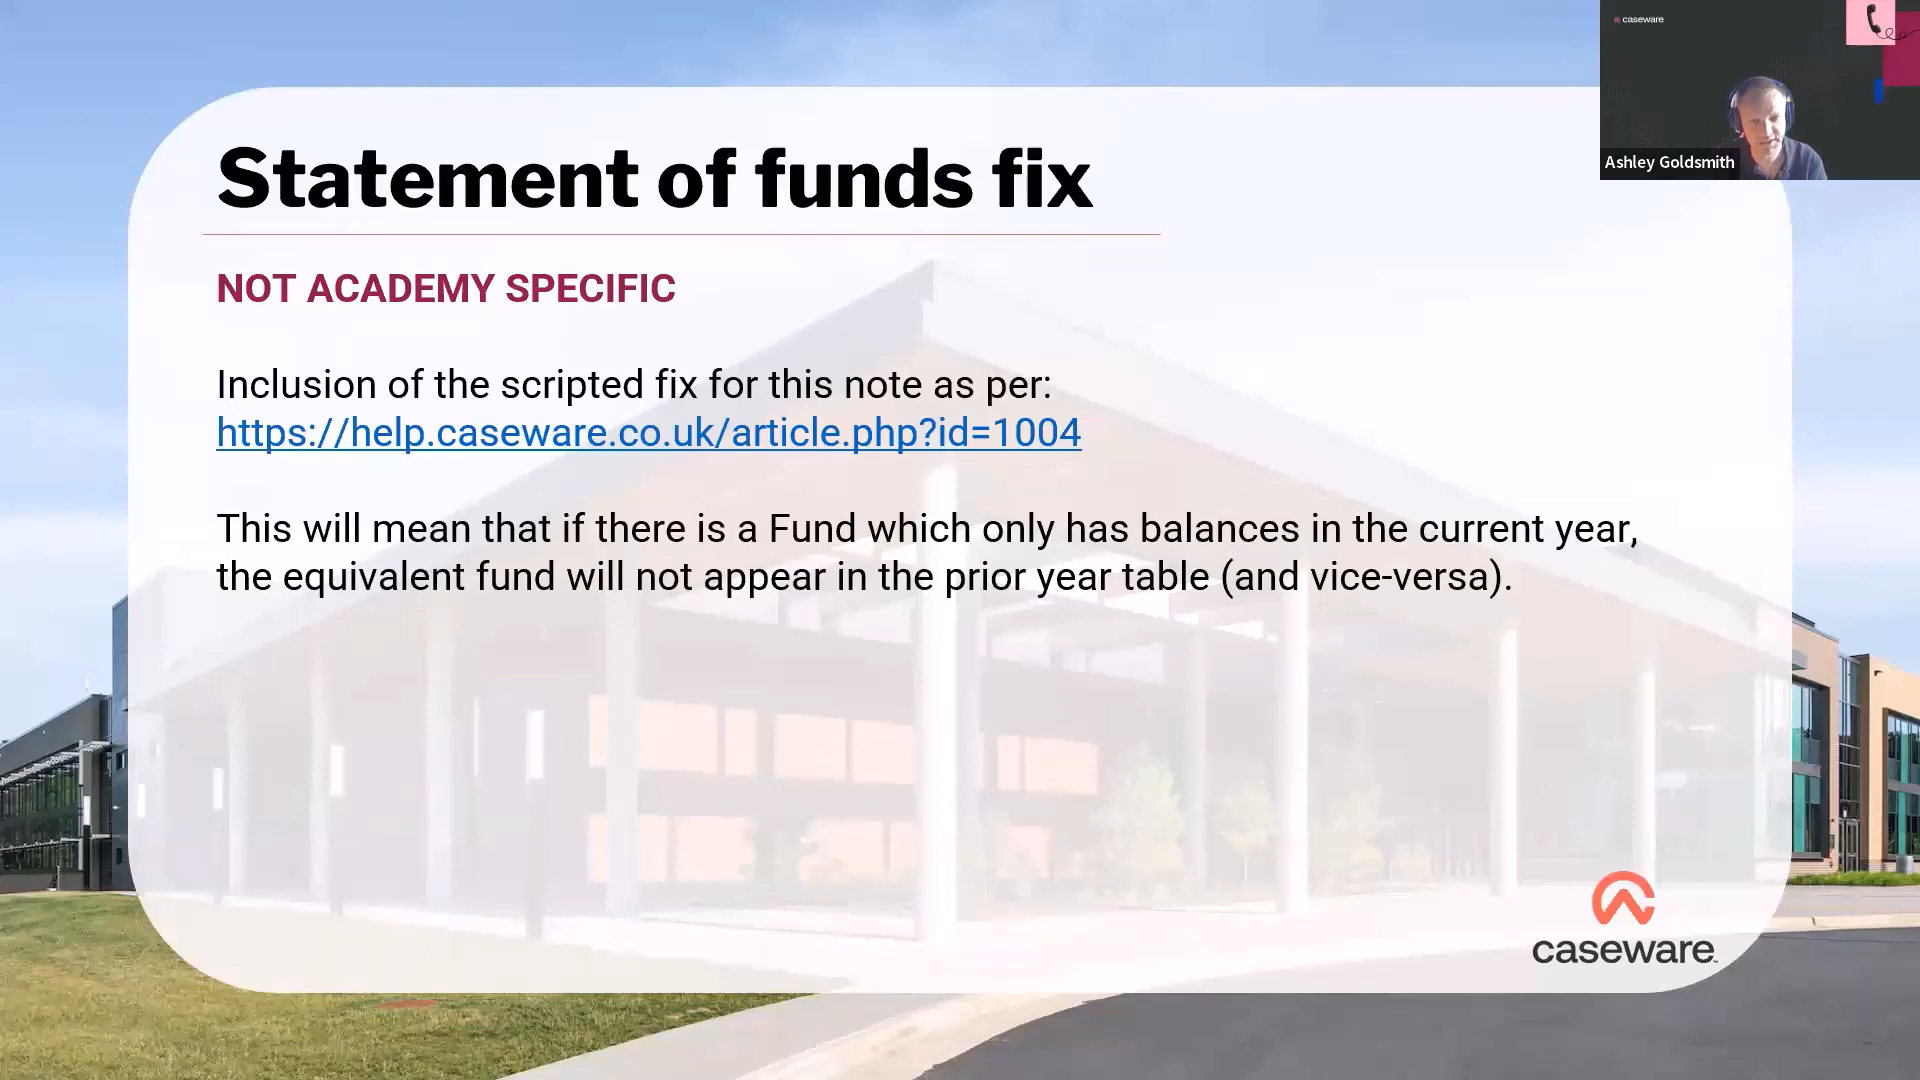 caseware
Ashley Goldsmith
Statement of funds fix
NOT ACADEMY SPECIFIC
Inclusion of the scripted fix for this note as per:
https://help.caseware.co.uk/article.php?id=1004
This will mean that if there is a Fund which only has balances in the current year,
the equivalent fund will not appear in the prior year table (and vice-versa).
caseware